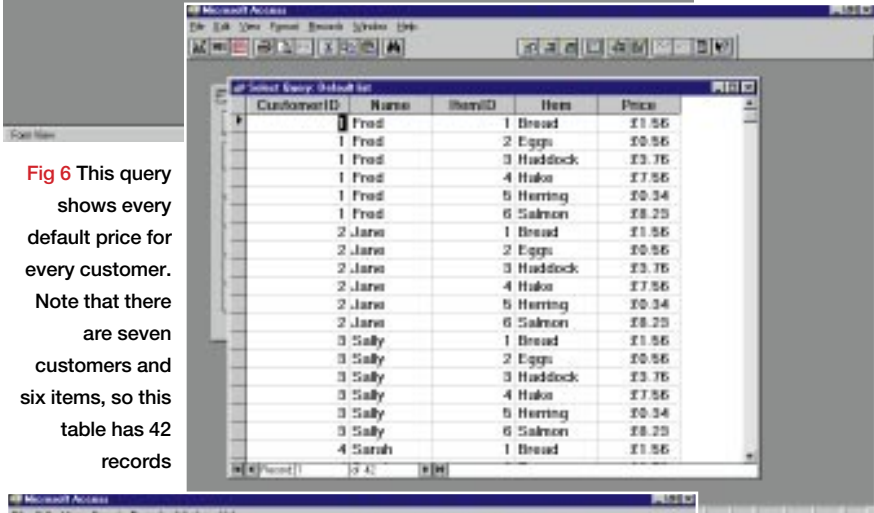 Microsoft Access
File Edit View Format Records Window Help
Form View
Select Query: Default list
CustomerID Name ItemID Item Price
1 Fred 1 Bread £1.56
1 Fred 2 Eggs £0.56
1 Fred 3 Haddock £3.76
1 Fred 4 Hake £7.56
1 Fred 5 Herring £0.34
1 Fred 6 Salmon £8.23
2 Jane 1 Bread £1.56
2 Jane 2 Eggs £0.56
2 Jane 3 Haddock £3.76
2 Jane 4 Hake £7.56
2 Jane 5 Herring £0.34
2 Jane 6 Salmon £8.23
3 Sally 1 Bread £1.56
3 Sally 2 Eggs £0.56
3 Sally 3 Haddock £3.76
3 Sally 4 Hake £7.56
3 Sally 5 Herring £0.34
3 Sally 6 Salmon £8.23
4 Sarah 1 Bread £1.56
Record: 1 of 42
Fig 6 This query
shows every
default price for
every customer.
Note that there
are seven
customers and
six items, so this
table has 42
records
Microsoft Access